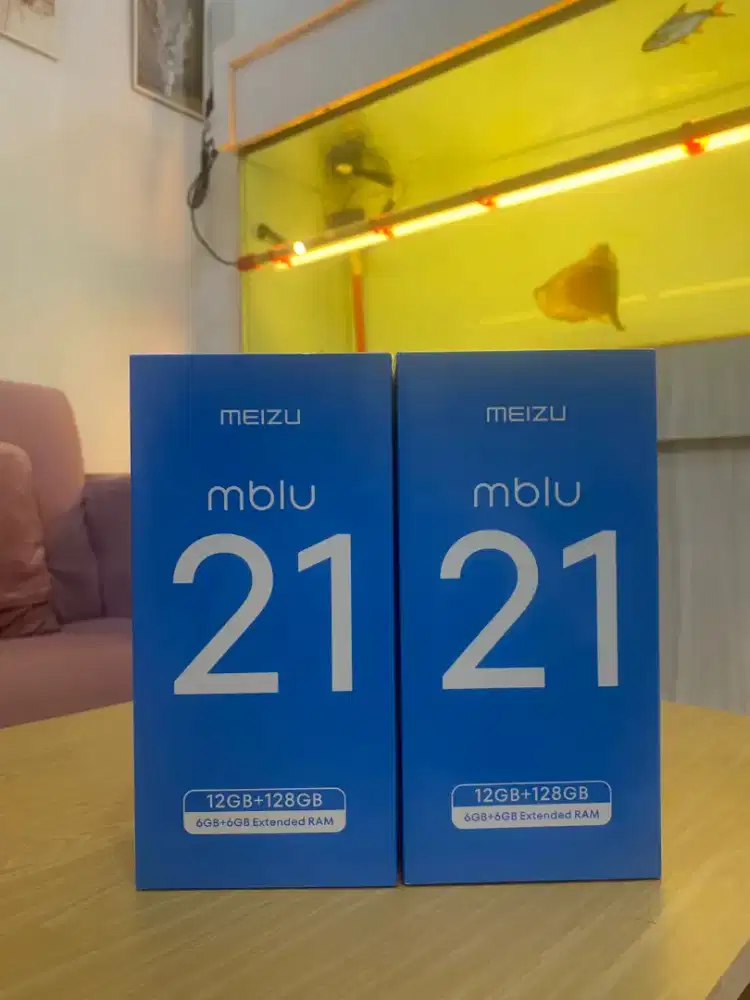 MEIZU
mblu
21
12GB+128GB
6GB+6GB Extended RAM
MEIZU
mblu
21
12GB+128GB
6GB+6GB Extended RAM